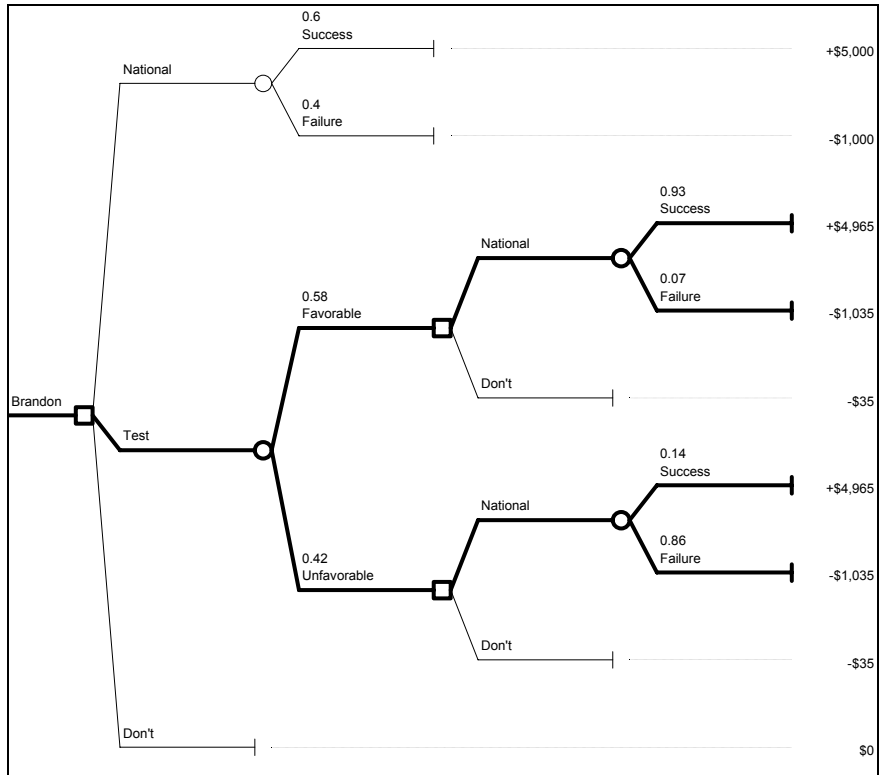 0.6
Success
+$5,000
National
0.4
Failure
-$1,000
0.93
Success
+$4,965
National
0.07
Failure
-$1,035
0.58
Favorable
Don't
-$35
Brandon
Test
0.14
Success
+$4,965
National
0.86
Failure
-$1,035
0.42
Unfavorable
Don't
-$35
Don't
$0